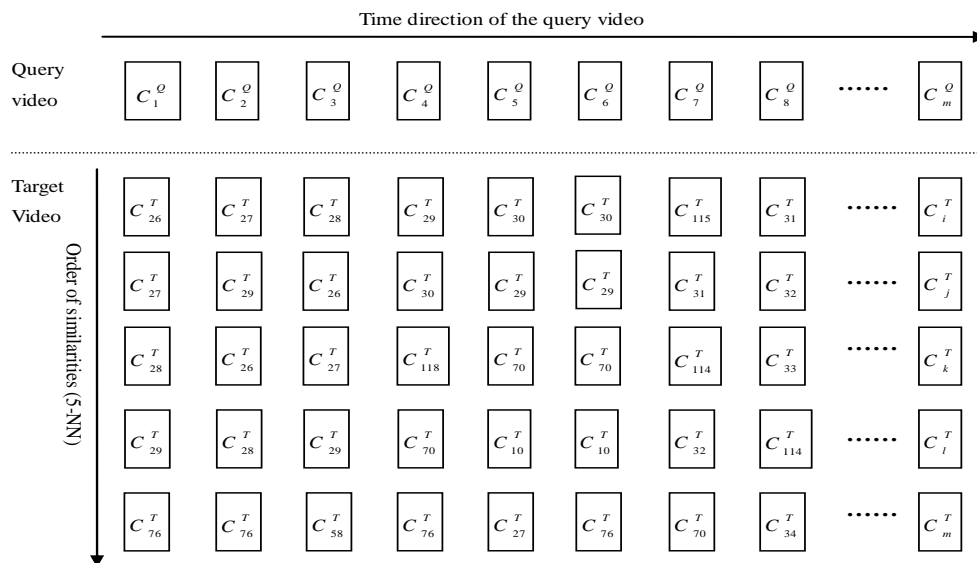 Time direction of the query video
Query
video
C_1^Q C_2^Q C_3^Q C_4^Q C_5^Q C_6^Q C_7^Q C_8^Q ...... C_m^Q
Target
Video
C_26^T C_27^T C_28^T C_29^T C_30^T C_30^T C_115^T C_31^T ...... C_i^T
C_27^T C_29^T C_26^T C_30^T C_29^T C_29^T C_31^T C_32^T ...... C_j^T
C_28^T C_26^T C_27^T C_118^T C_70^T C_70^T C_114^T C_33^T ...... C_k^T
C_29^T C_28^T C_29^T C_70^T C_10^T C_10^T C_32^T C_114^T ...... C_l^T
C_76^T C_76^T C_58^T C_76^T C_27^T C_76^T C_70^T C_34^T ...... C_m^T
Order of similarities (5-NN)